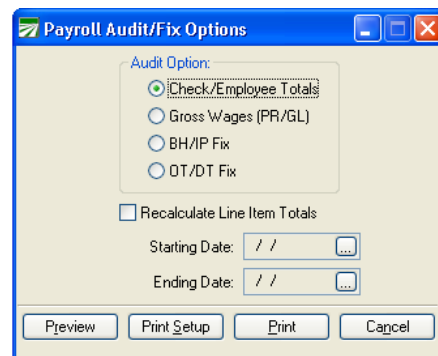 Payroll Audit/Fix Options
Audit Option:
Check/Employee Totals
Gross Wages (PR/GL)
BH/IP Fix
OT/DT Fix
Recalculate Line Item Totals
Starting Date: / / ...
Ending Date: / / ...
Preview Print Setup Print Cancel